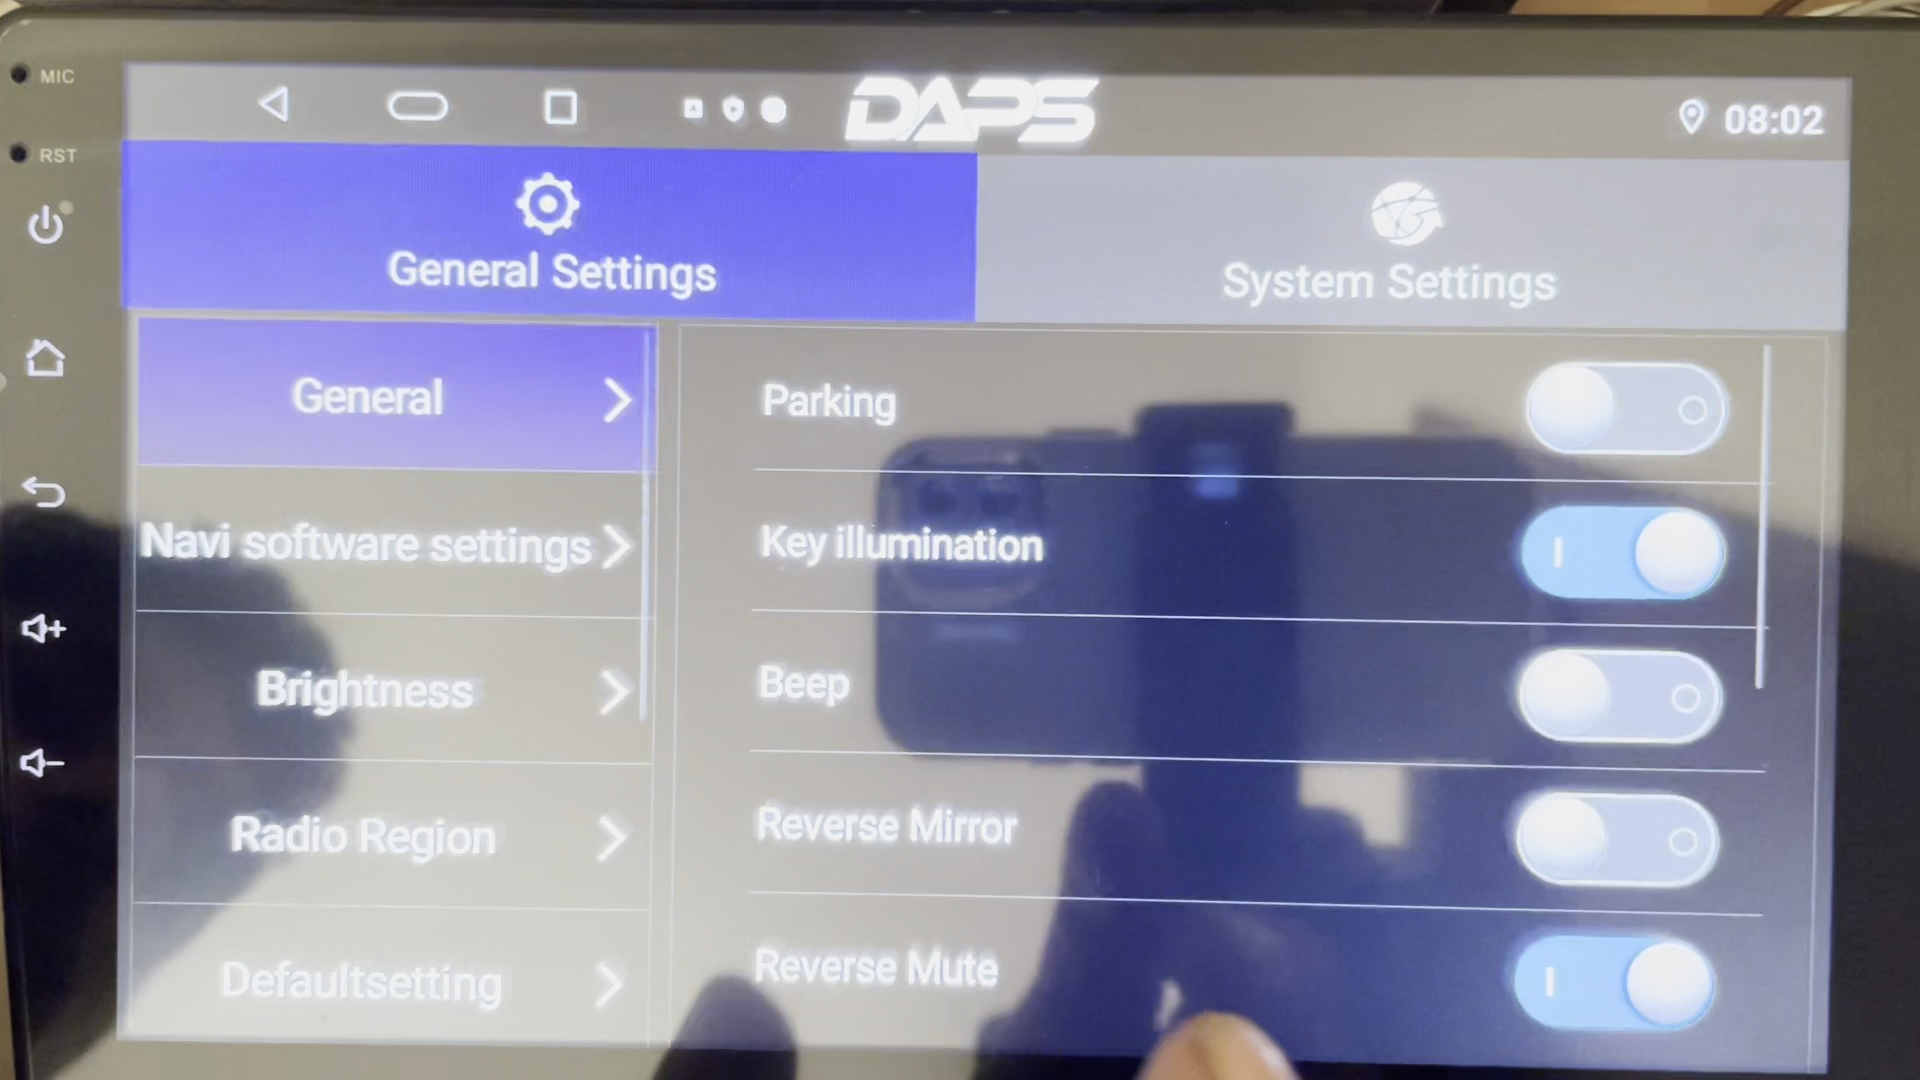 MIC
DAPS
08:02
RST
General Settings
System Settings
General
Parking
Navi software settings
Key illumination
Brightness
Beep
Radio Region
Reverse Mirror
Defaultsetting
Reverse Mute